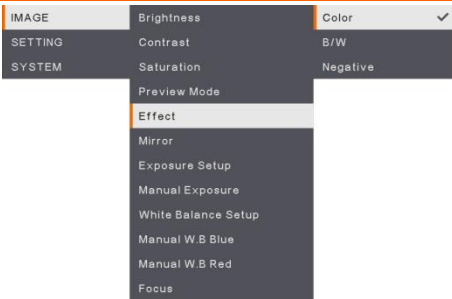 IMAGE
SETTING
SYSTEM
Brightness
Contrast
Saturation
Preview Mode
Effect
Mirror
Exposure Setup
Manual Exposure
White Balance Setup
Manual W.B Blue
Manual W.B Red
Focus
Color
B/W
Negative